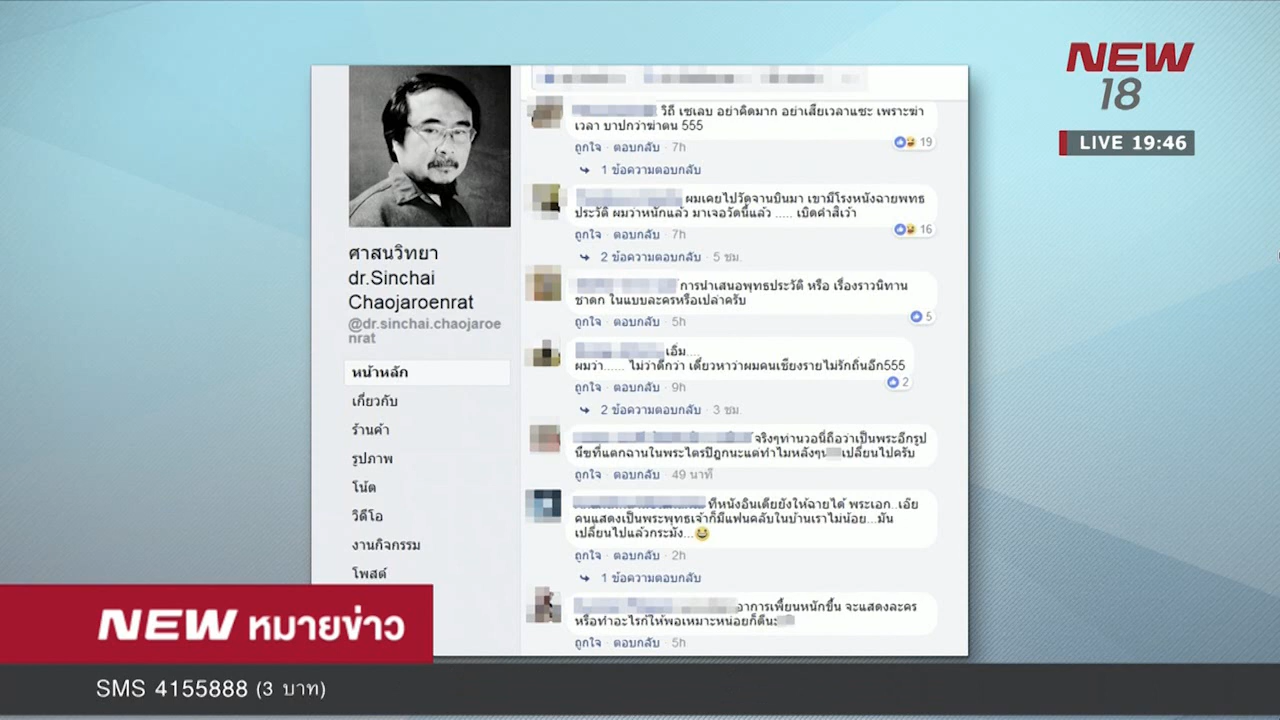 NEW
18
LIVE 19:46
ศาสนวิทยา
dr.Sinchai
Chaojaroenrat
@dr.sinchai.chaojaroe
nrat
หน้าหลัก
เกี่ยวกับ
ร้านค้า
รูปภาพ
โน้ต
วิดีโอ
งานกิจกรรม
โพสต์
วิถี เซเลบ อย่าคิดมาก อย่าเสียเวลาแซะ เพราะฆ่า
เวลา บาปกว่าฆ่าตน 555
19
ถูกใจ · ตอบกลับ · 7h
1 ข้อความตอบกลับ
ผมเคยไปวัดจานบินมา เขามีโรงหนังฉายพุทธ
ประวัติ ผมว่าหนักแล้ว มาเจอวัดนี้แล้ว ..... เบิดคำสิเว้า
16
ถูกใจ · ตอบกลับ · 7h
2 ข้อความตอบกลับ · 5 ชม.
การนำเสนอพุทธประวัติ หรือ เรื่องราวนิทาน
ชาดก ในแบบละครหรือเปล่าครับ
5
ถูกใจ · ตอบกลับ · 5h
เอิ่ม....
ผมว่า...... ไม่ว่าดีกว่า เดี๋ยวหาว่าผมคนเชียงรายไม่รักถิ่นอีก555
2
ถูกใจ · ตอบกลับ · 9h
2 ข้อความตอบกลับ · 3 ชม.
จริงๆท่านวอนี่ถือว่าเป็นพระอีกรูป
นึงที่แตกฉานในพระไตรปิฎกนะแต่ทำไมหลังๆ เปลี่ยนไปครับ
ถูกใจ · ตอบกลับ · 49 นาที
ทีหนังอินเดียยังให้ฉายได้ พระเอก..เอ้ย
คนแสดงเป็นพระพุทธเจ้าก็มีแฟนคลับในบ้านเราไม่น้อย...มัน
เปลี่ยนไปแล้วกระมัง...
ถูกใจ · ตอบกลับ · 2h
1 ข้อความตอบกลับ
อาการเพี้ยนหนักขึ้น จะแสดงละคร
หรือทำอะไรก็ให้พอเหมาะหน่อยก็ดีนะ
ถูกใจ · ตอบกลับ · 5h
NEW หมายข่าว
SMS 4155888 (3 บาท)